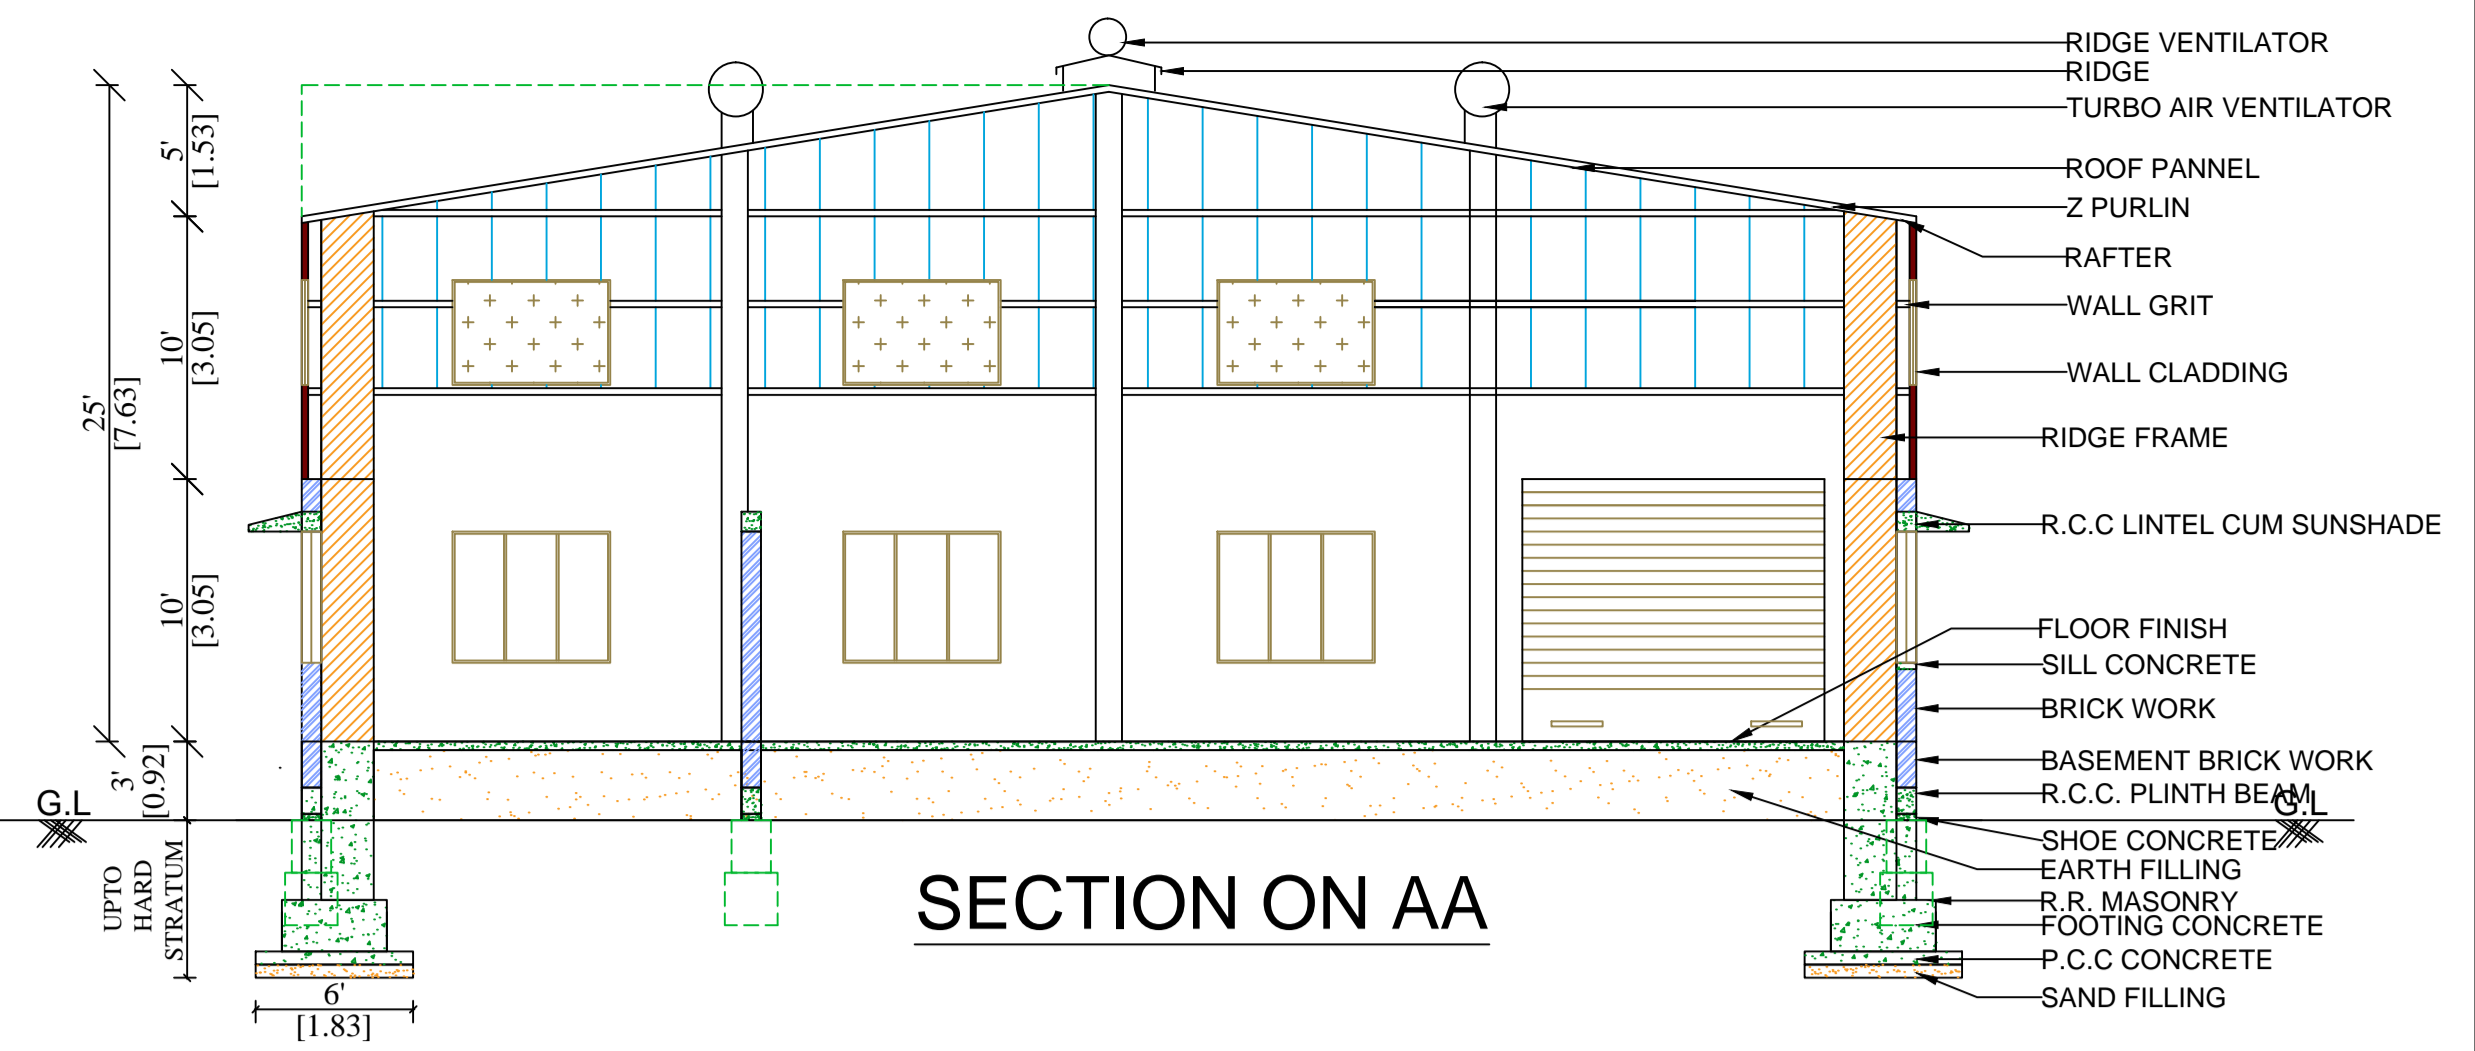 RIDGE VENTILATOR
RIDGE
TURBO AIR VENTILATOR
ROOF PANNEL
Z PURLIN
RAFTER
WALL GRIT
WALL CLADDING
RIDGE FRAME
R.C.C LINTEL CUM SUNSHADE
FLOOR FINISH
SILL CONCRETE
BRICK WORK
BASEMENT BRICK WORK
R.C.C. PLINTH BEAM
G.L
SHOE CONCRETE
EARTH FILLING
R.R. MASONRY
FOOTING CONCRETE
P.C.C CONCRETE
SAND FILLING
5'
[1.53]
10'
[3.05]
25'
[7.63]
10'
[3.05]
3'
[0.92]
G.L
UPTO
HARD
STRATUM
6'
[1.83]
SECTION ON AA